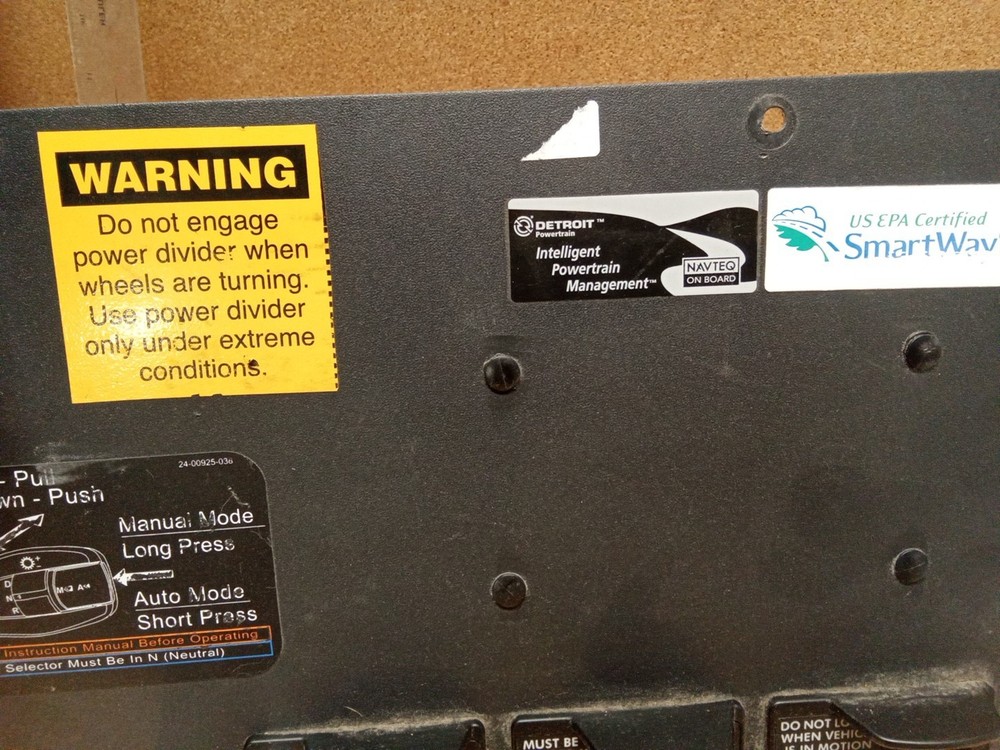 WARNING
Do not engage
power divider when
wheels are turning.
Use power divider
only under extreme
conditions.
DETROIT™
Powertrain
Intelligent
Powertrain
Management™
NAVTEQ
ON BOARD
US EPA Certified
SmartWay
24-00925-036
- Pull
wn - Push
Manual Mode
Long Press
D
N
R
M A
Auto Mode
Short Press
Instruction Manual Before Operating
Selector Must Be In N (Neutral)
MUST BE
DO NOT
WHEN
IS IN MOTION